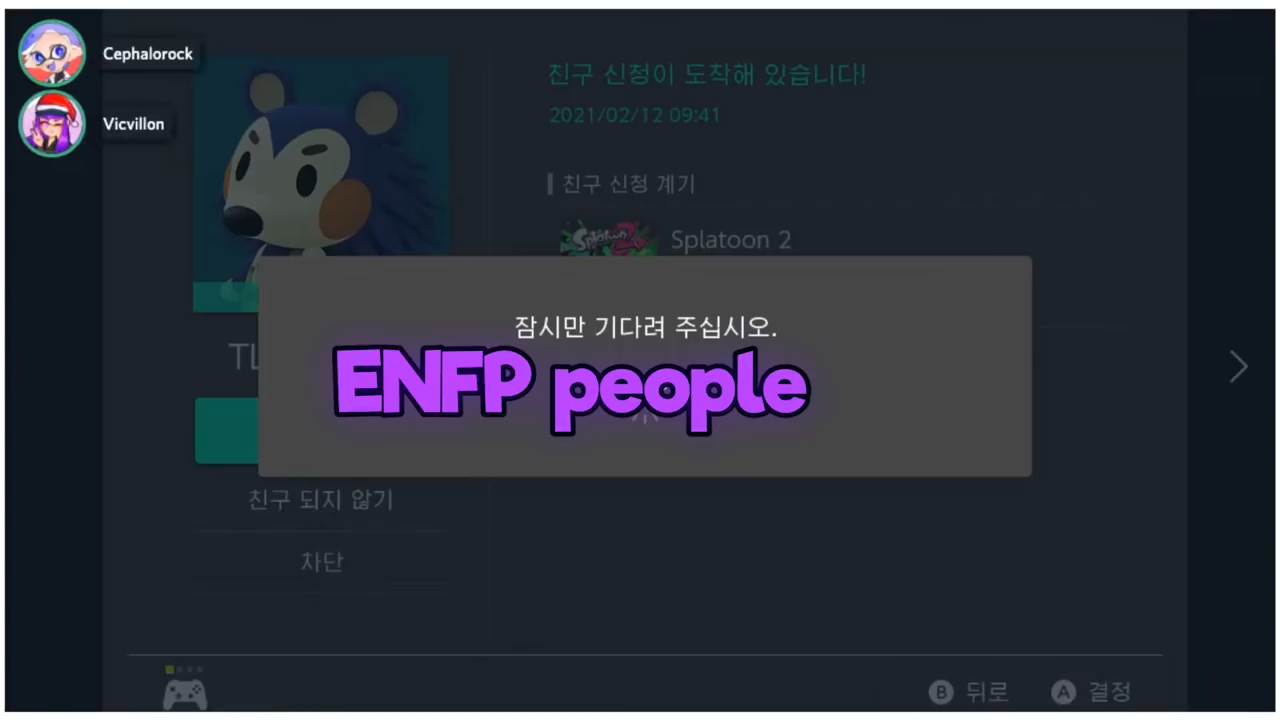 Cephalorock
Vicvillon
친구 신청이 도착해 있습니다!
2021/02/12 09:41
친구 신청 계기
Splatoon 2
Splatoon 2
잠시만 기다려 주십시오.
ENFP people
친구 되지 않기
차단
B 뒤로
A 결정